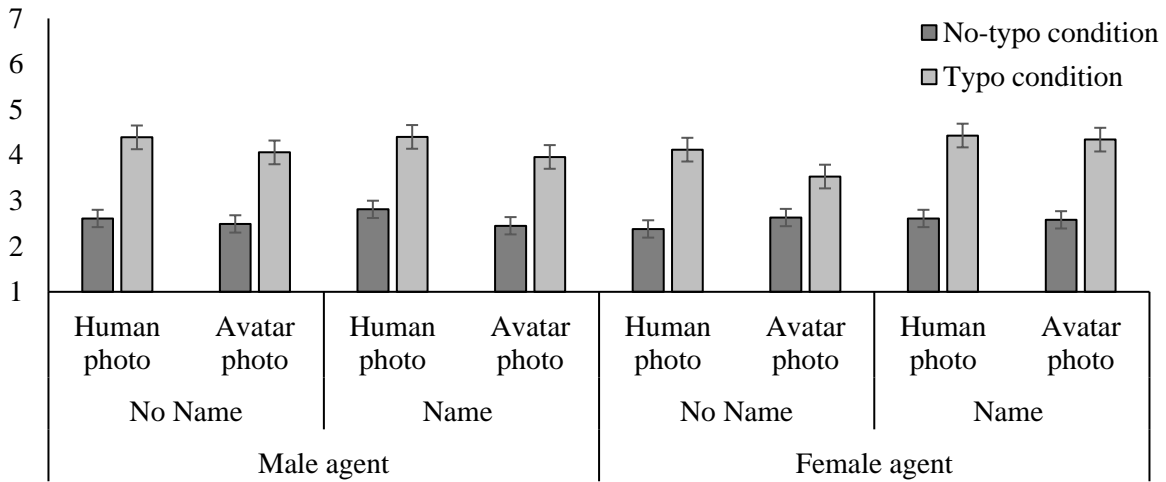 7
6
5
4
3
2
1
No-typo condition
Typo condition
Human photo
Avatar photo
Human photo
Avatar photo
Human photo
Avatar photo
Human photo
Avatar photo
No Name
Name
No Name
Name
Male agent
Female agent